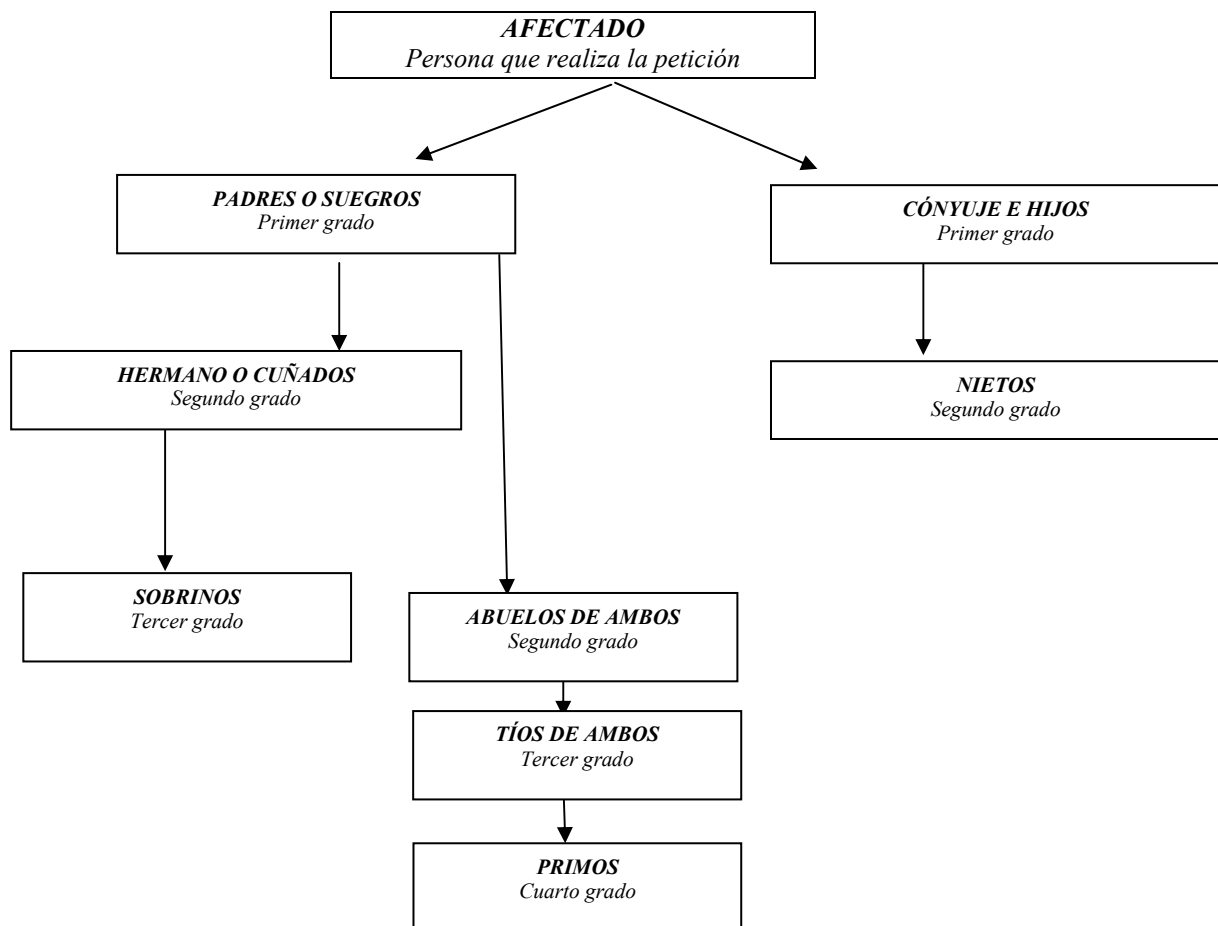 AFECTADO
Persona que realiza la petición
PADRES O SUEGROS
Primer grado
CÓNYUJE E HIJOS
Primer grado
HERMANO O CUÑADOS
Segundo grado
NIETOS
Segundo grado
SOBRINOS
Tercer grado
ABUELOS DE AMBOS
Segundo grado
TÍOS DE AMBOS
Tercer grado
PRIMOS
Cuarto grado